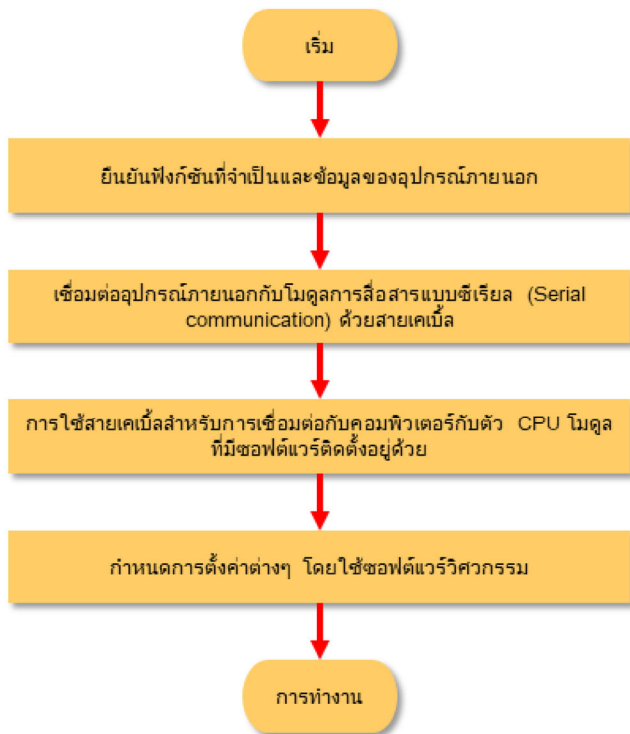 เริ่ม
ยืนยันฟังก์ชันที่จำเป็นและข้อมูลของอุปกรณ์ภายนอก
เชื่อมต่ออุปกรณ์ภายนอกกับโมดูลการสื่อสารแบบซีเรียล (Serial
communication) ด้วยสายเคเบิ้ล
การใช้สายเคเบิ้ลสำหรับการเชื่อมต่อกับคอมพิวเตอร์กับตัว CPU โมดูล
ที่มีซอฟต์แวร์ติดตั้งอยู่ด้วย
กำหนดการตั้งค่าต่างๆ โดยใช้ซอฟต์แวร์วิศวกรรม
การทำงาน